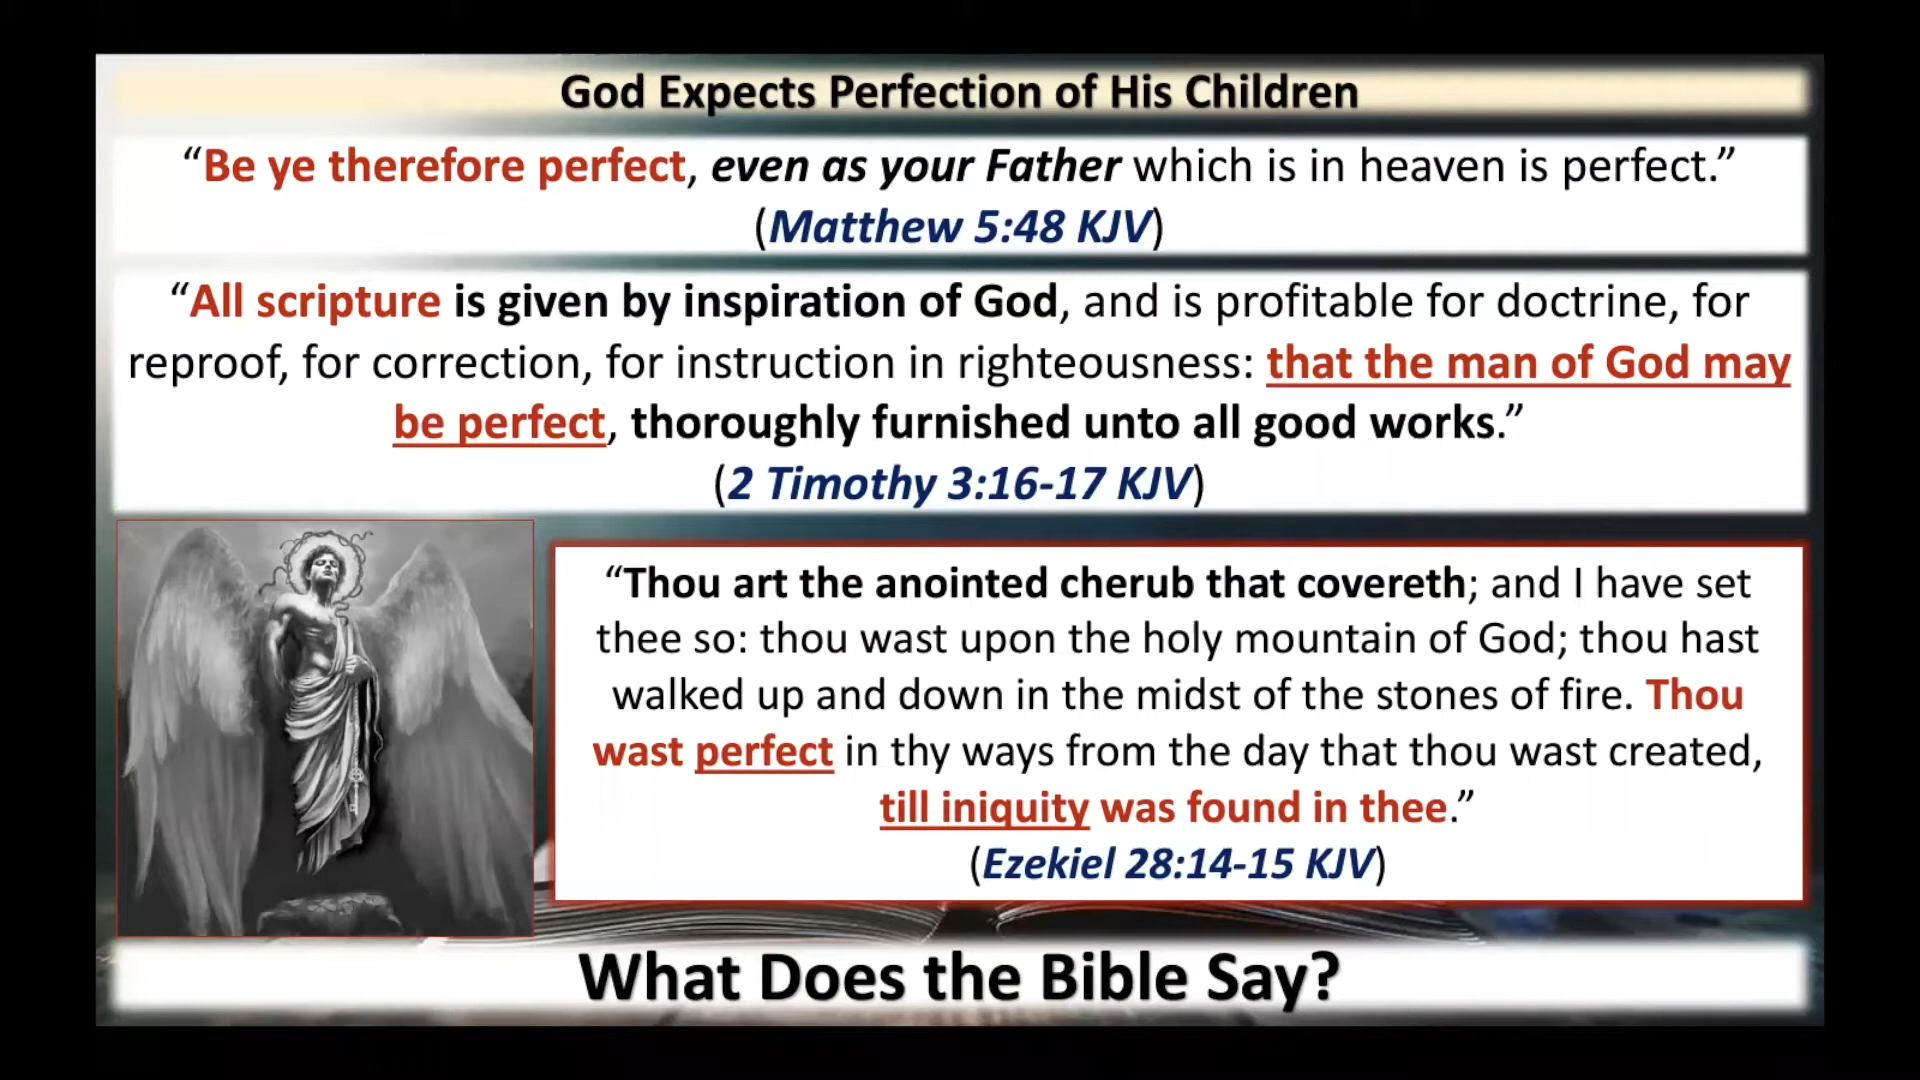 God Expects Perfection of His Children
“Be ye therefore perfect, even as your Father which is in heaven is perfect.”
(Matthew 5:48 KJV)
“All scripture is given by inspiration of God, and is profitable for doctrine, for
reproof, for correction, for instruction in righteousness: that the man of God may
be perfect, thoroughly furnished unto all good works.”
(2 Timothy 3:16-17 KJV)
“Thou art the anointed cherub that covereth; and I have set
thee so: thou wast upon the holy mountain of God; thou hast
walked up and down in the midst of the stones of fire. Thou
wast perfect in thy ways from the day that thou wast created,
till iniquity was found in thee.”
(Ezekiel 28:14-15 KJV)
What Does the Bible Say?